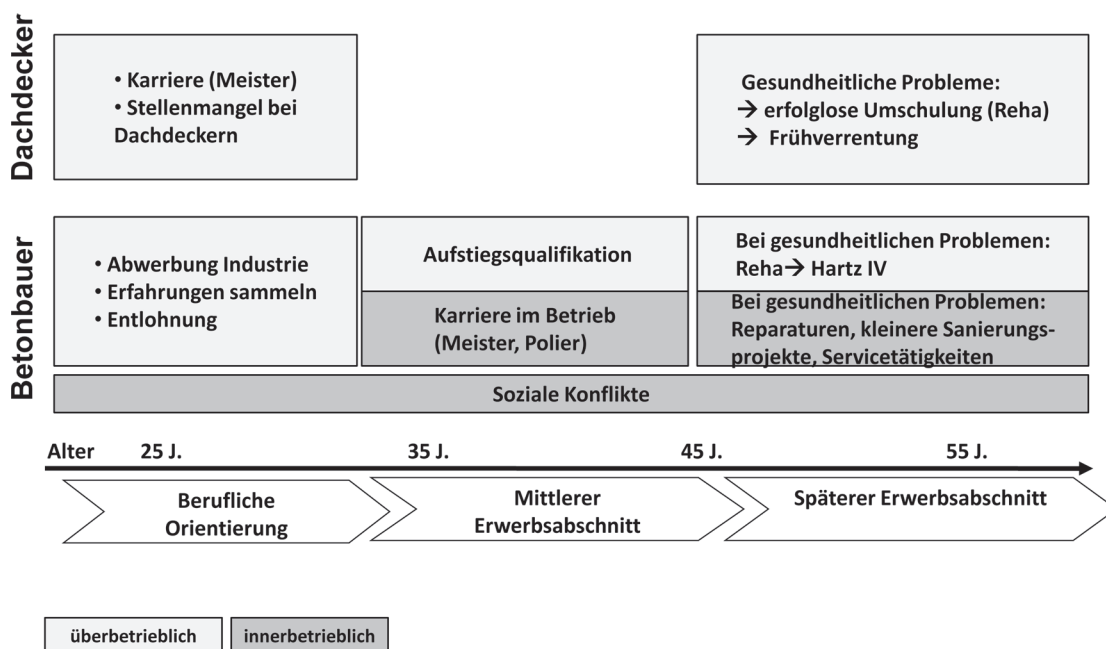 Dachdecker
• Karriere (Meister)
• Stellenmangel bei
Dachdeckern
Gesundheitliche Probleme:
→ erfolglose Umschulung (Reha)
→ Frühverrentung
Betonbauer
• Abwerbung Industrie
• Erfahrungen sammeln
• Entlohnung
Aufstiegsqualifikation
Karriere im Betrieb
(Meister, Polier)
Bei gesundheitlichen Problemen:
Reha→ Hartz IV
Bei gesundheitlichen Problemen:
Reparaturen, kleinere Sanierungs-
projekte, Servicetätigkeiten
Soziale Konflikte
Alter 25 J. 35 J. 45 J. 55 J.
Berufliche
Orientierung
Mittlerer
Erwerbsabschnitt
Späterer Erwerbsabschnitt
überbetrieblich
innerbetrieblich